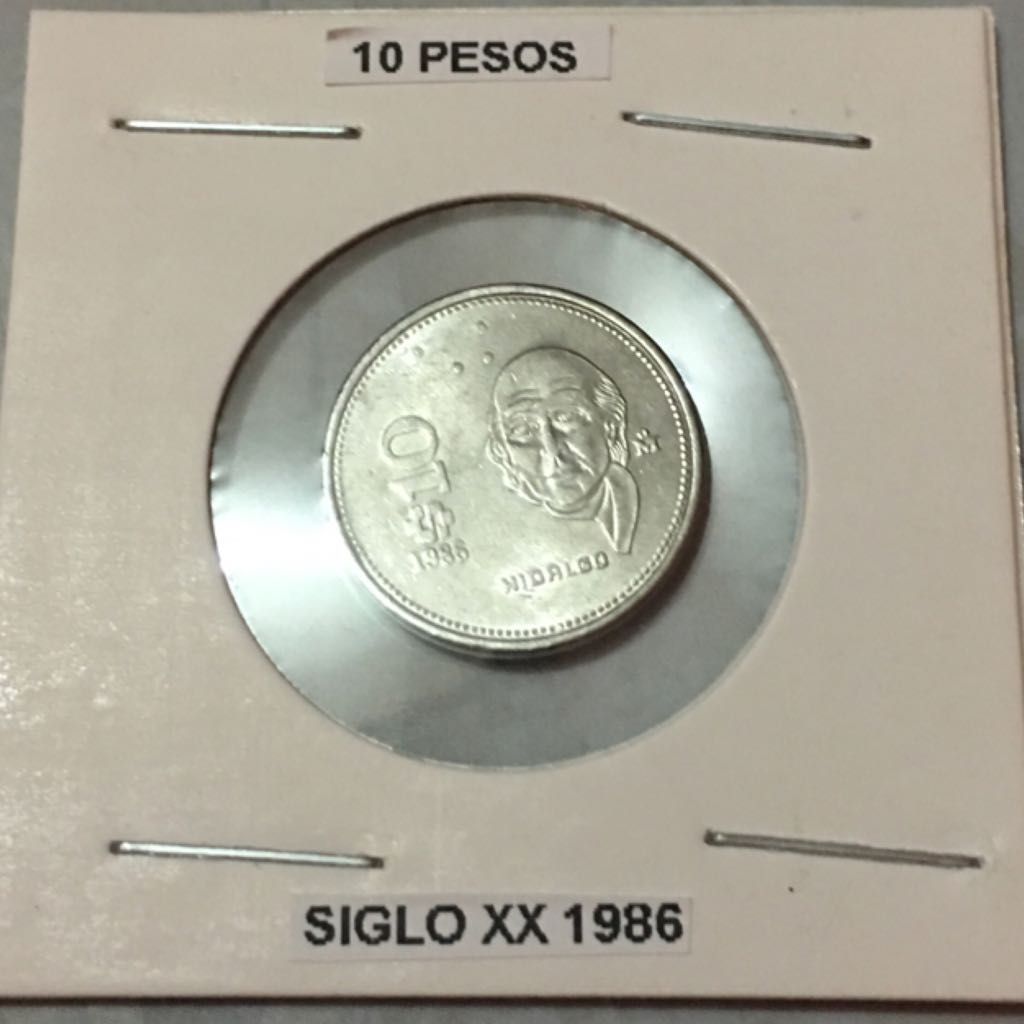 10 PESOS
$10
1986
HIDALGO
SIGLO XX 1986